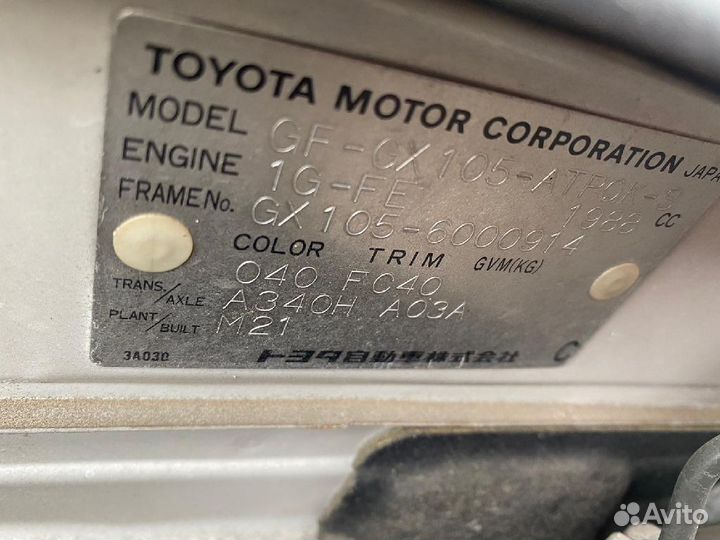 TOYOTA MOTOR CORPORATION JAPAN
MODEL GF-GX105-ATPQK-S
ENGINE 1G-FE 1988 CC
FRAME No. GX105-6000914
COLOR TRIM GVM(KG)
040 FC40
TRANS./AXLE A340H A03A
PLANT/BUILT M21
3A030 トヨタ自動車株式会社 C
Avito